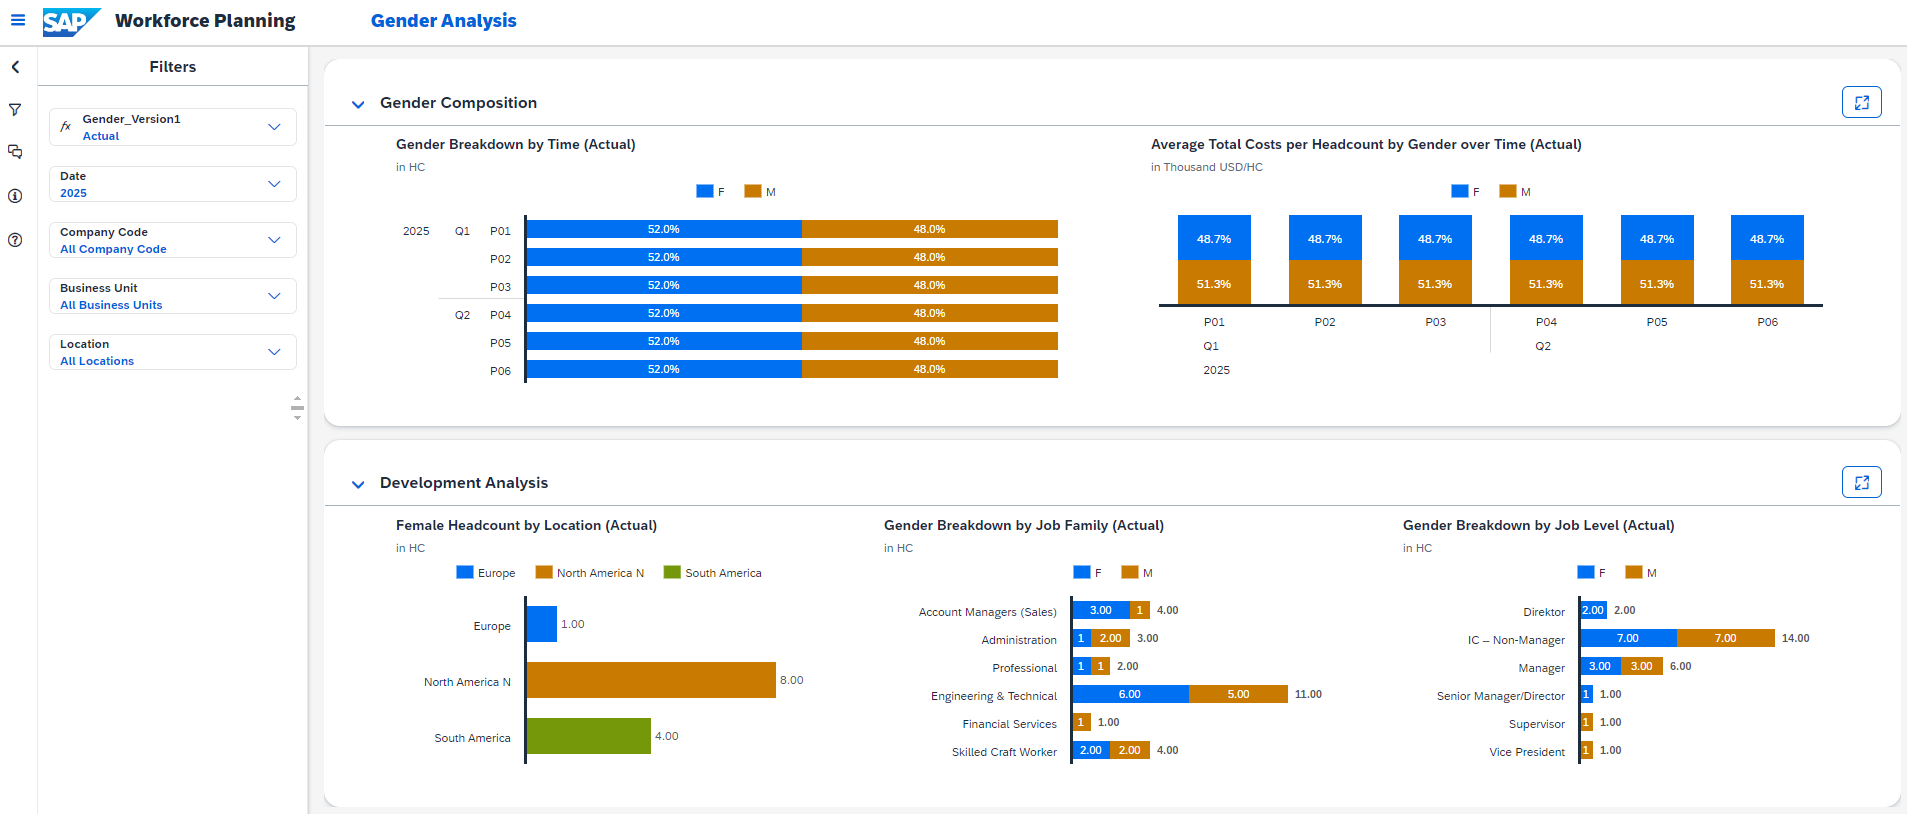 SAP Workforce Planning Gender Analysis
Filters
fx Gender_Version1
Actual
Date
2025
Company Code
All Company Code
Business Unit
All Business Units
Location
All Locations
Gender Composition
Gender Breakdown by Time (Actual)
in HC
F M
2025 Q1 P01 52.0% 48.0%
P02 52.0% 48.0%
P03 52.0% 48.0%
Q2 P04 52.0% 48.0%
P05 52.0% 48.0%
P06 52.0% 48.0%
Average Total Costs per Headcount by Gender over Time (Actual)
in Thousand USD/HC
F M
48.7% 48.7% 48.7% 48.7% 48.7% 48.7%
51.3% 51.3% 51.3% 51.3% 51.3% 51.3%
P01 P02 P03 P04 P05 P06
Q1 Q2
2025
Development Analysis
Female Headcount by Location (Actual)
in HC
Europe North America N South America
Europe 1.00
North America N 8.00
South America 4.00
Gender Breakdown by Job Family (Actual)
in HC
F M
Account Managers (Sales) 3.00 1 4.00
Administration 1 2.00 3.00
Professional 1 1 2.00
Engineering & Technical 6.00 5.00 11.00
Financial Services 1 1.00
Skilled Craft Worker 2.00 2.00 4.00
Gender Breakdown by Job Level (Actual)
in HC
F M
Direktor 2.00 2.00
IC – Non-Manager 7.00 7.00 14.00
Manager 3.00 3.00 6.00
Senior Manager/Director 1 1.00
Supervisor 1 1.00
Vice President 1 1.00